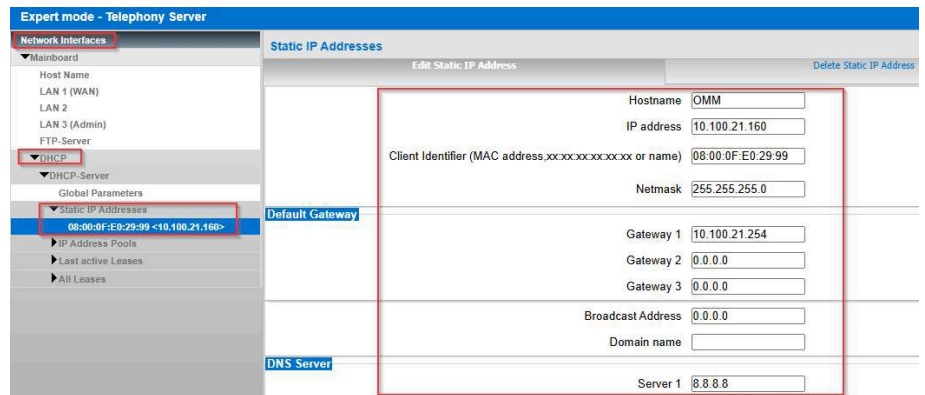 Expert mode - Telephony Server
Network Interfaces
Mainboard
Host Name
LAN 1 (WAN)
LAN 2
LAN 3 (Admin)
FTP-Server
DHCP
DHCP-Server
Global Parameters
Static IP Addresses
08:00:0F:E0:29:99 <10.100.21.160>
IP Address Pools
Last active Leases
All Leases
Static IP Addresses
Edit Static IP Address
Delete Static IP Address
Hostname OMM
IP address 10.100.21.160
Client Identifier (MAC address,xx:xx:xx:xx:xx:xx or name) 08:00:0F:E0:29:99
Netmask 255.255.255.0
Default Gateway
Gateway 1 10.100.21.254
Gateway 2 0.0.0.0
Gateway 3 0.0.0.0
Broadcast Address 0.0.0.0
Domain name
DNS Server
Server 1 8.8.8.8